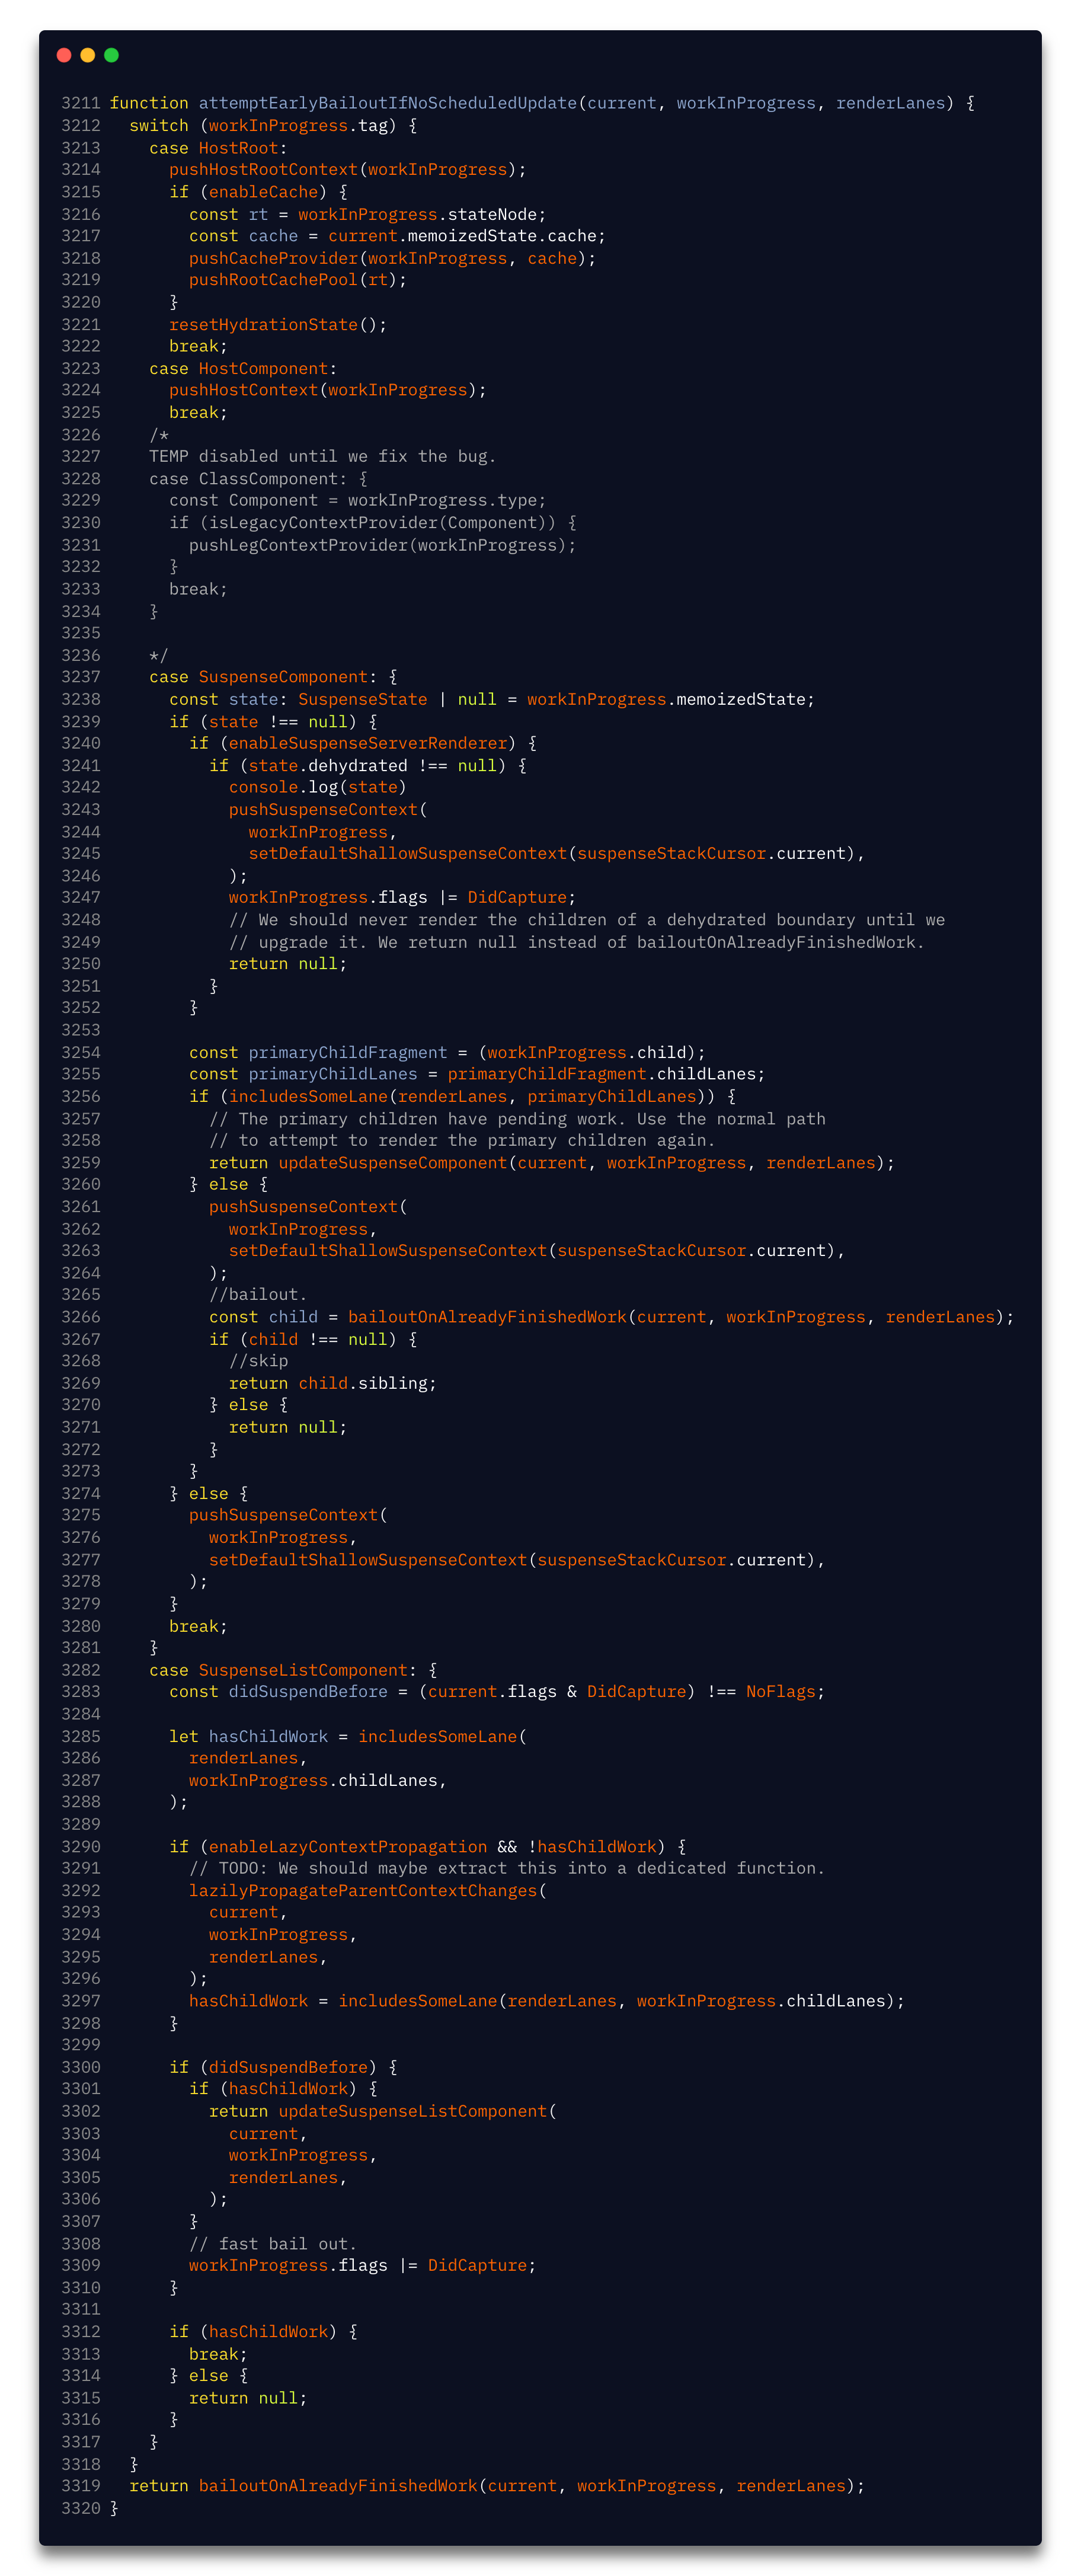 3211 function attemptEarlyBailoutIfNoScheduledUpdate(current, workInProgress, renderLanes) {
3212   switch (workInProgress.tag) {
3213     case HostRoot:
3214       pushHostRootContext(workInProgress);
3215       if (enableCache) {
3216         const rt = workInProgress.stateNode;
3217         const cache = current.memoizedState.cache;
3218         pushCacheProvider(workInProgress, cache);
3219         pushRootCachePool(rt);
3220       }
3221       resetHydrationState();
3222       break;
3223     case HostComponent:
3224       pushHostContext(workInProgress);
3225       break;
3226     /*
3227     TEMP disabled until we fix the bug.
3228     case ClassComponent: {
3229       const Component = workInProgress.type;
3230       if (isLegacyContextProvider(Component)) {
3231         pushLegContextProvider(workInProgress);
3232       }
3233       break;
3234     }
3235
3236     */
3237     case SuspenseComponent: {
3238       const state: SuspenseState | null = workInProgress.memoizedState;
3239       if (state !== null) {
3240         if (enableSuspenseServerRenderer) {
3241           if (state.dehydrated !== null) {
3242             console.log(state)
3243             pushSuspenseContext(
3244               workInProgress,
3245               setDefaultShallowSuspenseContext(suspenseStackCursor.current),
3246             );
3247             workInProgress.flags |= DidCapture;
3248             // We should never render the children of a dehydrated boundary until we
3249             // upgrade it. We return null instead of bailoutOnAlreadyFinishedWork.
3250             return null;
3251           }
3252         }
3253
3254         const primaryChildFragment = (workInProgress.child);
3255         const primaryChildLanes = primaryChildFragment.childLanes;
3256         if (includesSomeLane(renderLanes, primaryChildLanes)) {
3257           // The primary children have pending work. Use the normal path
3258           // to attempt to render the primary children again.
3259           return updateSuspenseComponent(current, workInProgress, renderLanes);
3260         } else {
3261           pushSuspenseContext(
3262             workInProgress,
3263             setDefaultShallowSuspenseContext(suspenseStackCursor.current),
3264           );
3265           //bailout.
3266           const child = bailoutOnAlreadyFinishedWork(current, workInProgress, renderLanes);
3267           if (child !== null) {
3268             //skip
3269             return child.sibling;
3270           } else {
3271             return null;
3272           }
3273         }
3274       } else {
3275         pushSuspenseContext(
3276           workInProgress,
3277           setDefaultShallowSuspenseContext(suspenseStackCursor.current),
3278         );
3279       }
3280       break;
3281     }
3282     case SuspenseListComponent: {
3283       const didSuspendBefore = (current.flags & DidCapture) !== NoFlags;
3284
3285       let hasChildWork = includesSomeLane(
3286         renderLanes,
3287         workInProgress.childLanes,
3288       );
3289
3290       if (enableLazyContextPropagation && !hasChildWork) {
3291         // TODO: We should maybe extract this into a dedicated function.
3292         lazilyPropagateParentContextChanges(
3293           current,
3294           workInProgress,
3295           renderLanes,
3296         );
3297         hasChildWork = includesSomeLane(renderLanes, workInProgress.childLanes);
3298       }
3299
3300       if (didSuspendBefore) {
3301         if (hasChildWork) {
3302           return updateSuspenseListComponent(
3303             current,
3304             workInProgress,
3305             renderLanes,
3306           );
3307         }
3308         // fast bail out.
3309         workInProgress.flags |= DidCapture;
3310       }
3311
3312       if (hasChildWork) {
3313         break;
3314       } else {
3315         return null;
3316       }
3317     }
3318   }
3319   return bailoutOnAlreadyFinishedWork(current, workInProgress, renderLanes);
3320 }